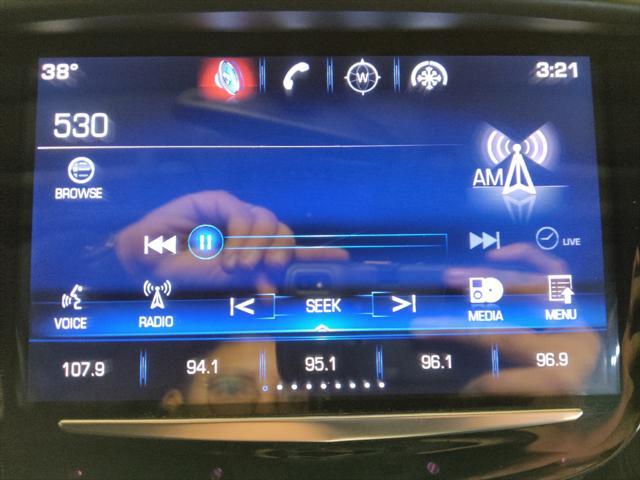 38° W 3:21
530
AM
BROWSE
LIVE
VOICE RADIO SEEK MEDIA MENU
107.9 94.1 95.1 96.1 96.9